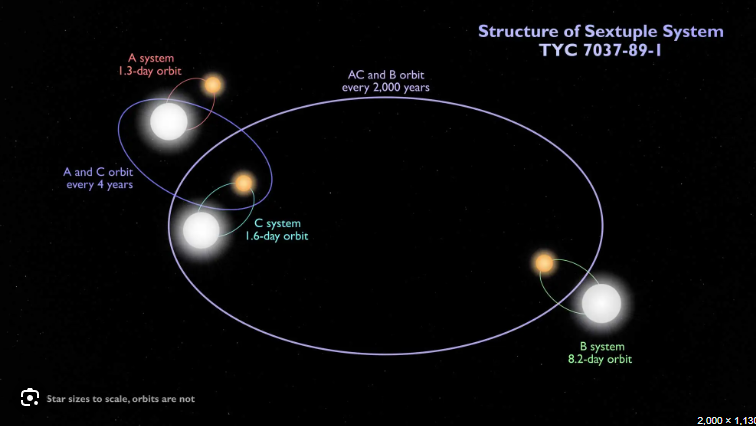 Structure of Sextuple System
TYC 7037-89-1
A system
1.3-day orbit
AC and B orbit
every 2,000 years
A and C orbit
every 4 years
C system
1.6-day orbit
B system
8.2-day orbit
Star sizes to scale, orbits are not
2,000 × 1,130